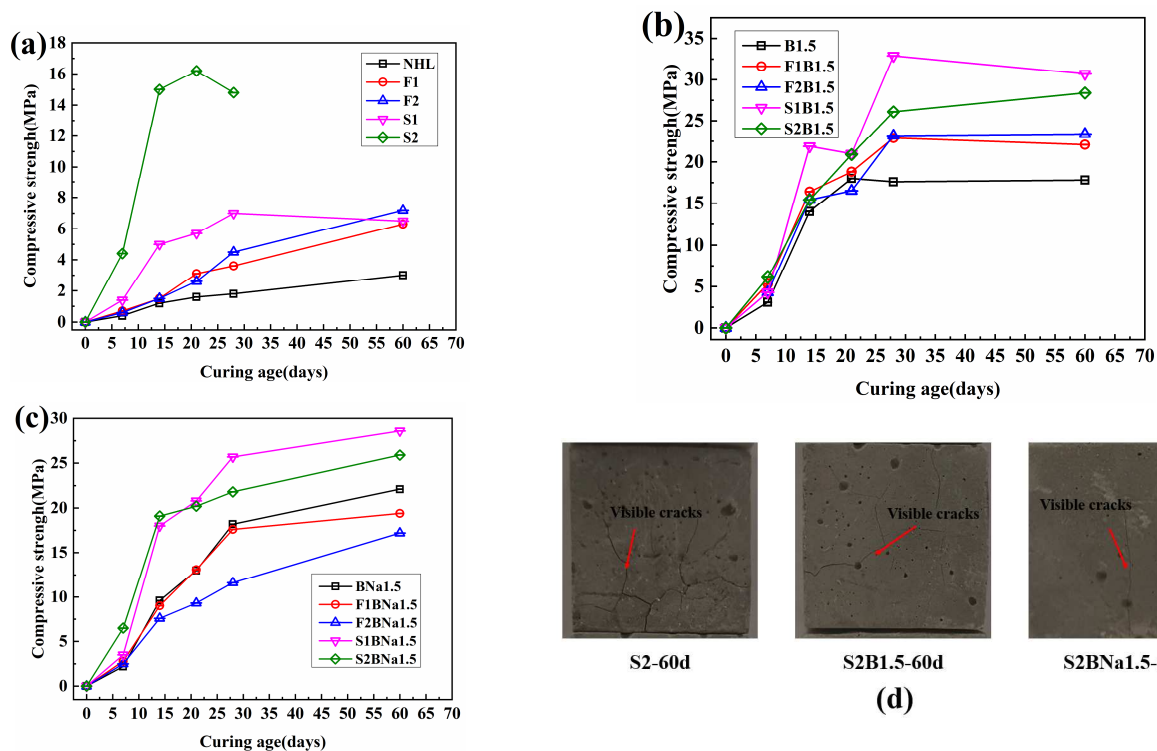 (a)
18
16
14
12
10
8
6
4
2
0
Compressive strengh(MPa)
NHL
F1
F2
S1
S2
0 5 10 15 20 25 30 35 40 45 50 55 60 65 70
Curing age(days)
(b)
35
30
25
20
15
10
5
0
Compressive strengh(MPa)
B1.5
F1B1.5
F2B1.5
S1B1.5
S2B1.5
0 5 10 15 20 25 30 35 40 45 50 55 60 65 70
Curing age(days)
(c)
30
25
20
15
10
5
0
Compressive strengh(MPa)
BNa1.5
F1BNa1.5
F2BNa1.5
S1BNa1.5
S2BNa1.5
0 5 10 15 20 25 30 35 40 45 50 55 60 65 70
Curing age(days)
Visible cracks
Visible cracks
Visible cracks
S2-60d
S2B1.5-60d
S2BNa1.5-
(d)